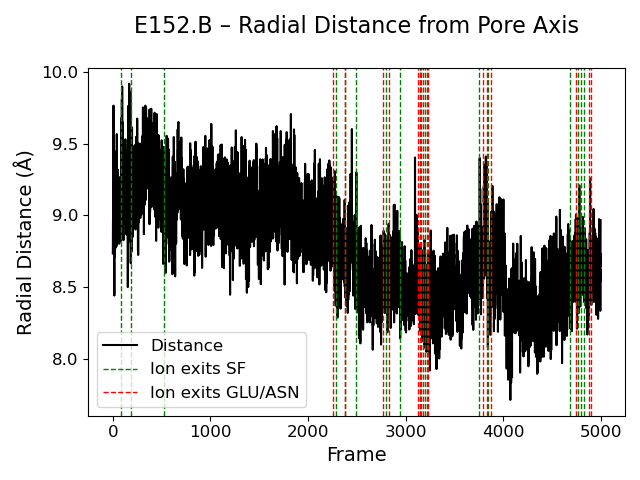 E152.B – Radial Distance from Pore Axis
10.0
9.5
9.0
8.5
8.0
Radial Distance (Å)
Distance
Ion exits SF
Ion exits GLU/ASN
0 1000 2000 3000 4000 5000
Frame